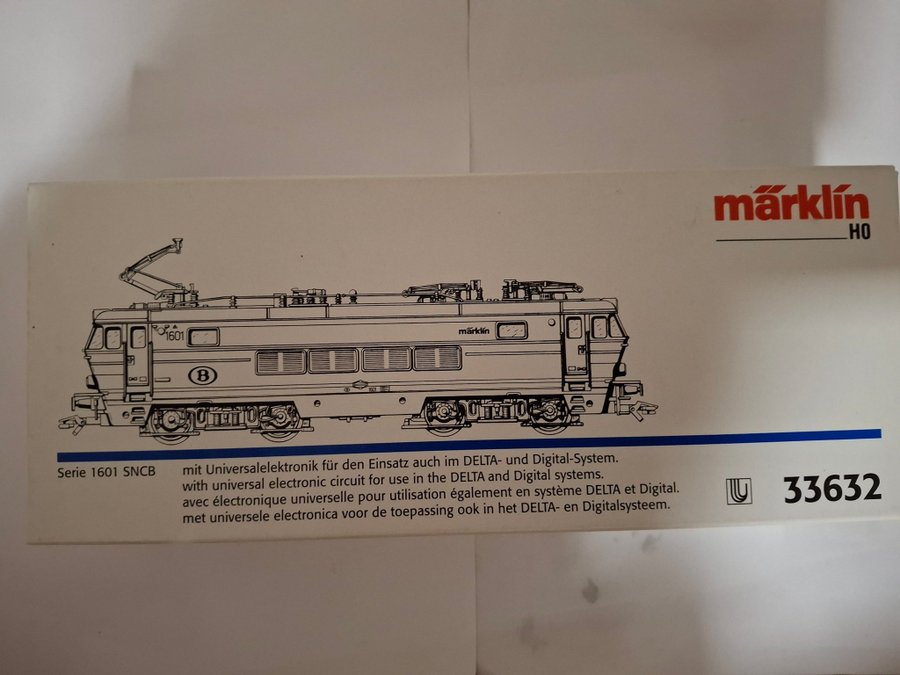 märklin
H0
1601
märklin
B
Serie 1601 SNCB
mit Universalelektronik für den Einsatz auch im DELTA- und Digital-System.
with universal electronic circuit for use in the DELTA and Digital systems.
avec électronique universelle pour utilisation également en système DELTA et Digital.
met universele electronica voor de toepassing ook in het DELTA- en Digitalsysteem.
U 33632